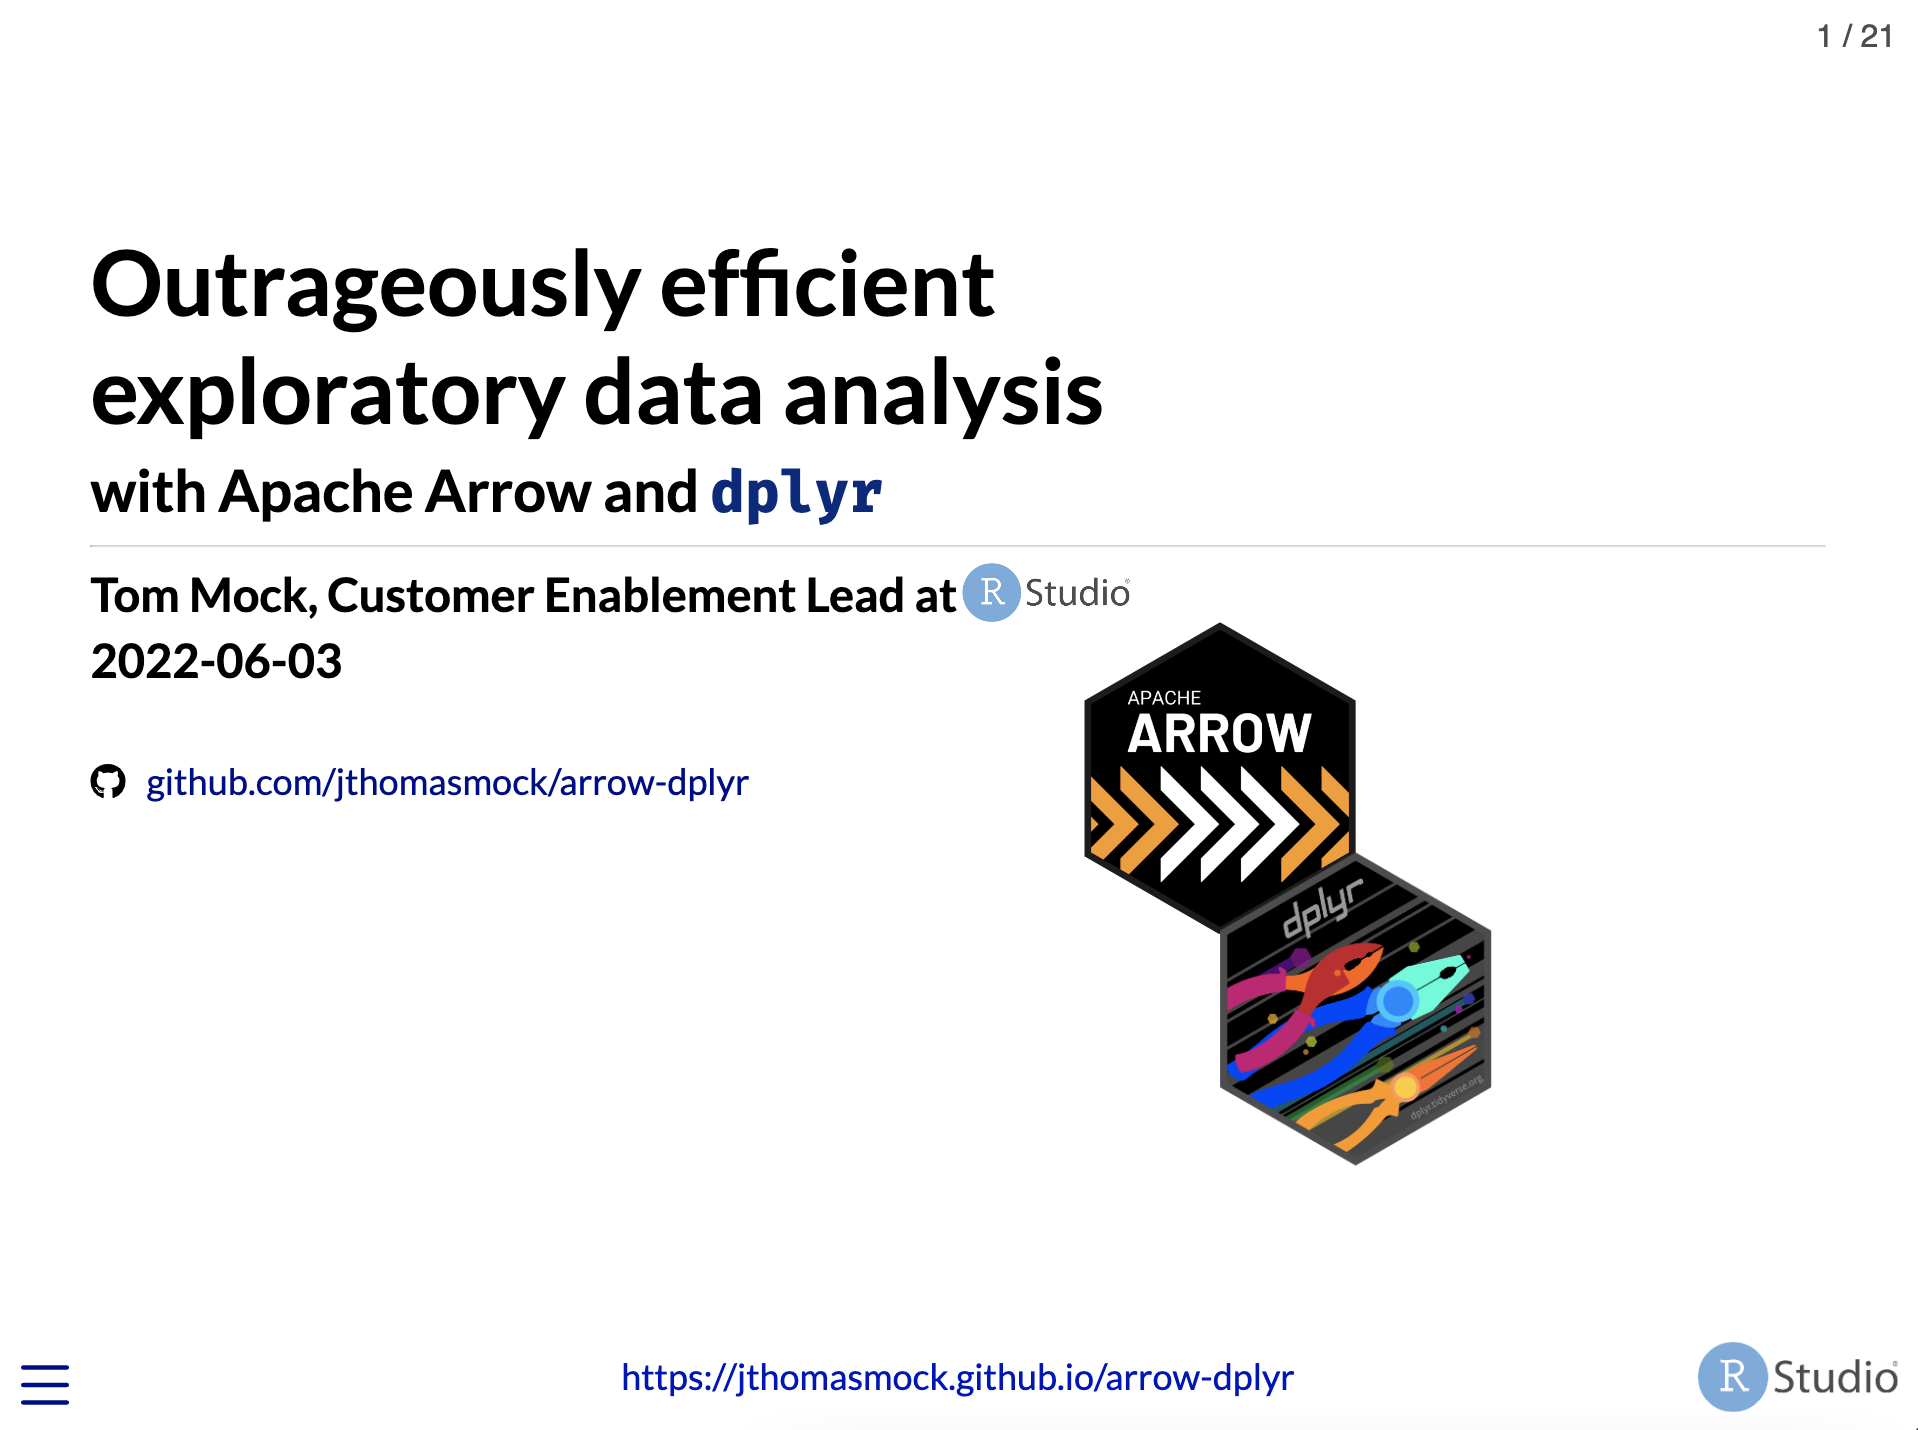 1 / 21
Outrageously efficient
exploratory data analysis
with Apache Arrow and dplyr
Tom Mock, Customer Enablement Lead at R Studio®
2022-06-03
github.com/jthomasmock/arrow-dplyr
APACHE
ARROW
dplyr
dplyr.tidyverse.org
https://jthomasmock.github.io/arrow-dplyr
R Studio®